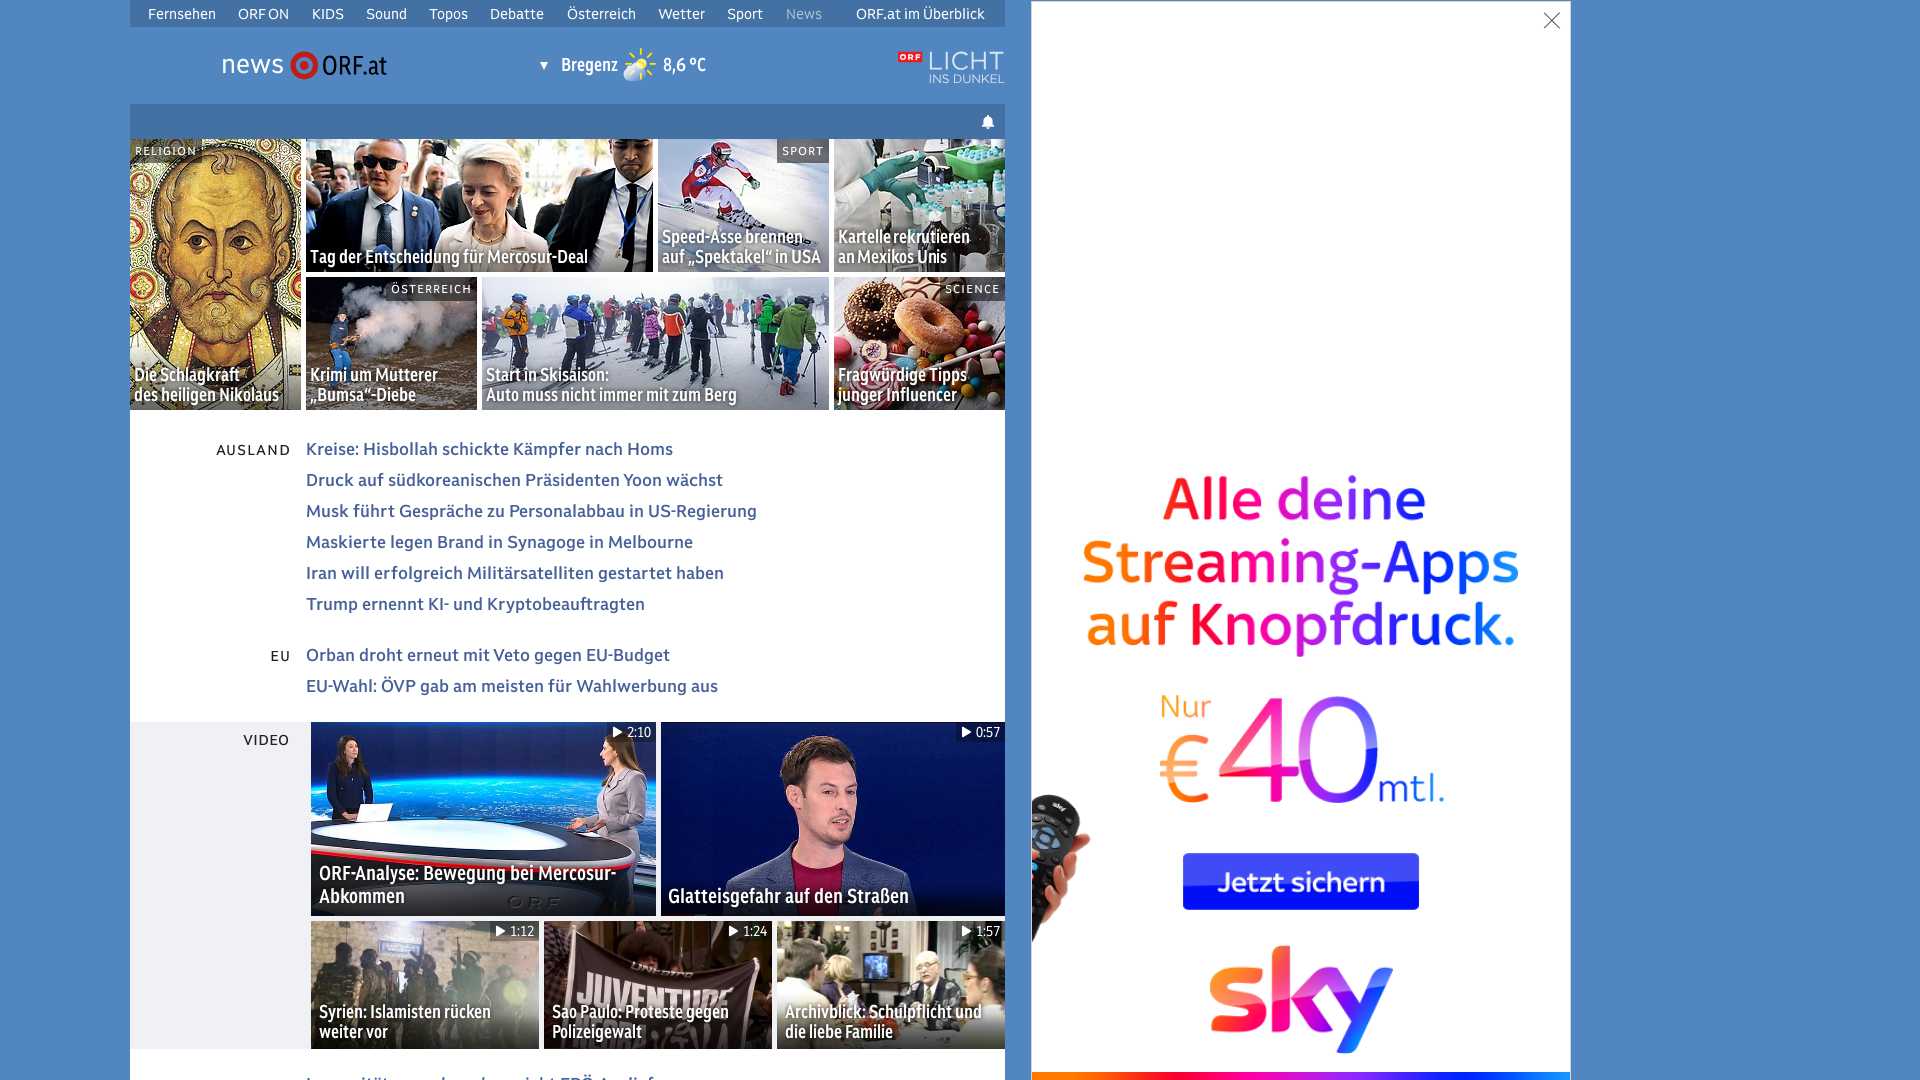 Fernsehen ORF ON KIDS Sound Topos Debatte Österreich Wetter Sport News ORF.at im Überblick
news ORF.at
Bregenz 8,6 °C
ORF LICHT
INS DUNKEL
RELIGION
Die Schlagkraft
des heiligen Nikolaus
Tag der Entscheidung für Mercosur-Deal
SPORT
Speed-Asse brennen
auf „Spektakel“ in USA
Kartelle rekrutieren
an Mexikos Unis
ÖSTERREICH
Krimi um Mutterer
„Bumsa“-Diebe
Start in Skisaison:
Auto muss nicht immer mit zum Berg
SCIENCE
Fragwürdige Tipps
junger Influencer
AUSLAND
Kreise: Hisbollah schickte Kämpfer nach Homs
Druck auf südkoreanischen Präsidenten Yoon wächst
Musk führt Gespräche zu Personalabbau in US-Regierung
Maskierte legen Brand in Synagoge in Melbourne
Iran will erfolgreich Militärsatelliten gestartet haben
Trump ernennt KI- und Kryptobeauftragten
EU
Orban droht erneut mit Veto gegen EU-Budget
EU-Wahl: ÖVP gab am meisten für Wahlwerbung aus
VIDEO
2:10
ORF-Analyse: Bewegung bei Mercosur-
Abkommen
ORF
0:57
Glatteisgefahr auf den Straßen
1:12
Syrien: Islamisten rücken
weiter vor
1:24
JUVENTUDE
Sao Paulo: Proteste gegen
Polizeigewalt
1:57
Archivblick: Schulpflicht und
die liebe Familie
Alle deine
Streaming-Apps
auf Knopfdruck.
Nur
€40mtl.
sky
Jetzt sichern
sky